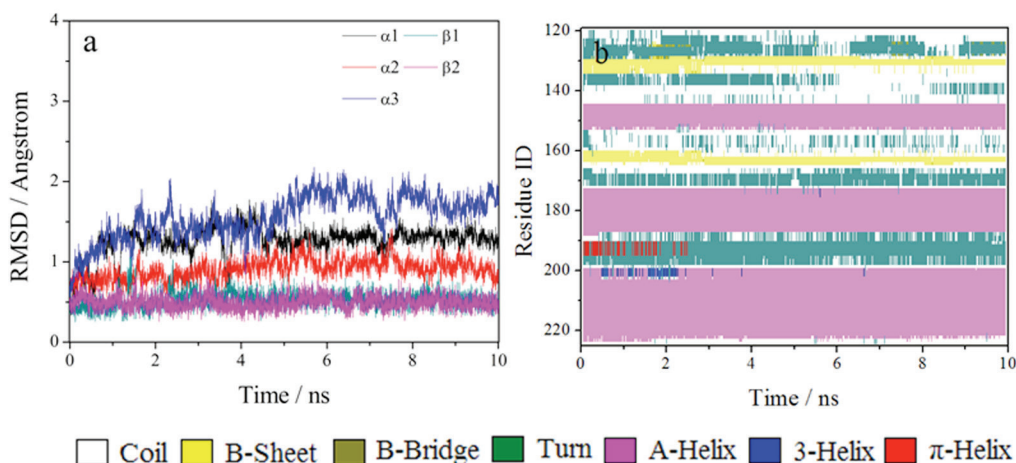 a
α1 β1
α2 β2
α3
RMSD / Angstrom
4
3
2
1
0
0 2 4 6 8 10
Time / ns
b
Residue ID
120
140
160
180
200
220
0 2 4 6 8 10
Time / ns
Coil B-Sheet B-Bridge Turn A-Helix 3-Helix π-Helix